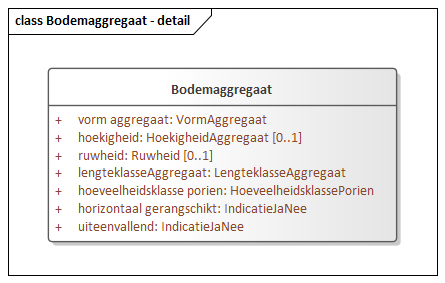 class Bodemaggregaat - detail
Bodemaggregaat
+ vorm aggregaat: VormAggregaat
+ hoekigheid: HoekigheidAggregaat [0..1]
+ ruwheid: Ruwheid [0..1]
+ lengteklasseAggregaat: LengteklasseAggregaat
+ hoeveelheidsklasse porien: HoeveelheidsklassePorien
+ horizontaal gerangschikt: IndicatieJaNee
+ uiteenvallend: IndicatieJaNee